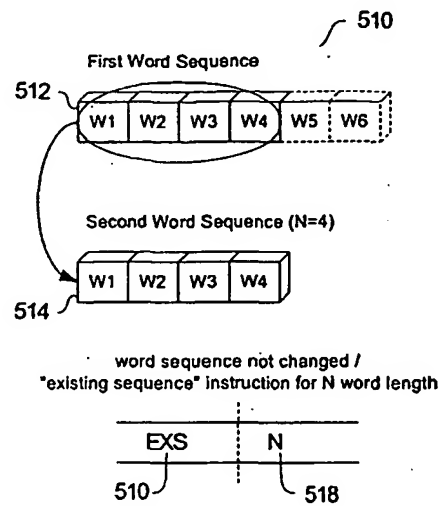 510
First Word Sequence
512
W1 W2 W3 W4 W5 W6
Second Word Sequence (N=4)
W1 W2 W3 W4
514
word sequence not changed /
"existing sequence" instruction for N word length
EXS N
510 518